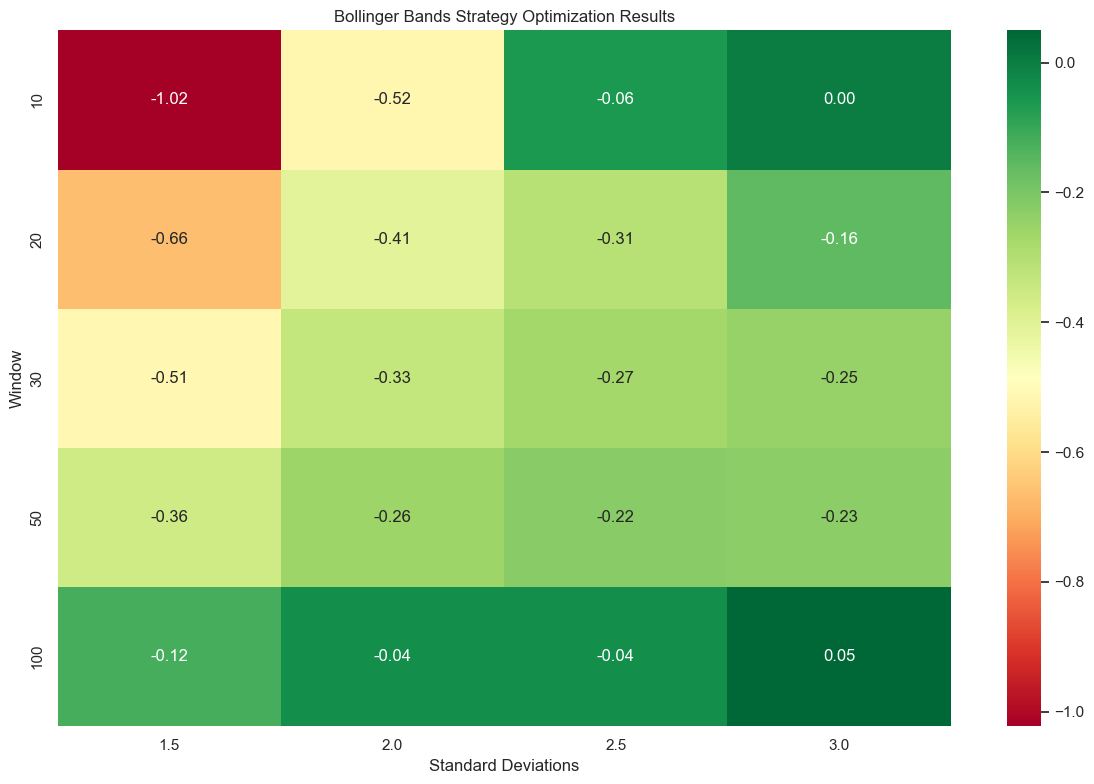 Bollinger Bands Strategy Optimization Results
10 -1.02 -0.52 -0.06 0.00
20 -0.66 -0.41 -0.31 -0.16
30 -0.51 -0.33 -0.27 -0.25
50 -0.36 -0.26 -0.22 -0.23
100 -0.12 -0.04 -0.04 0.05
Window
1.5 2.0 2.5 3.0
Standard Deviations
0.0
−0.2
−0.4
−0.6
−0.8
−1.0